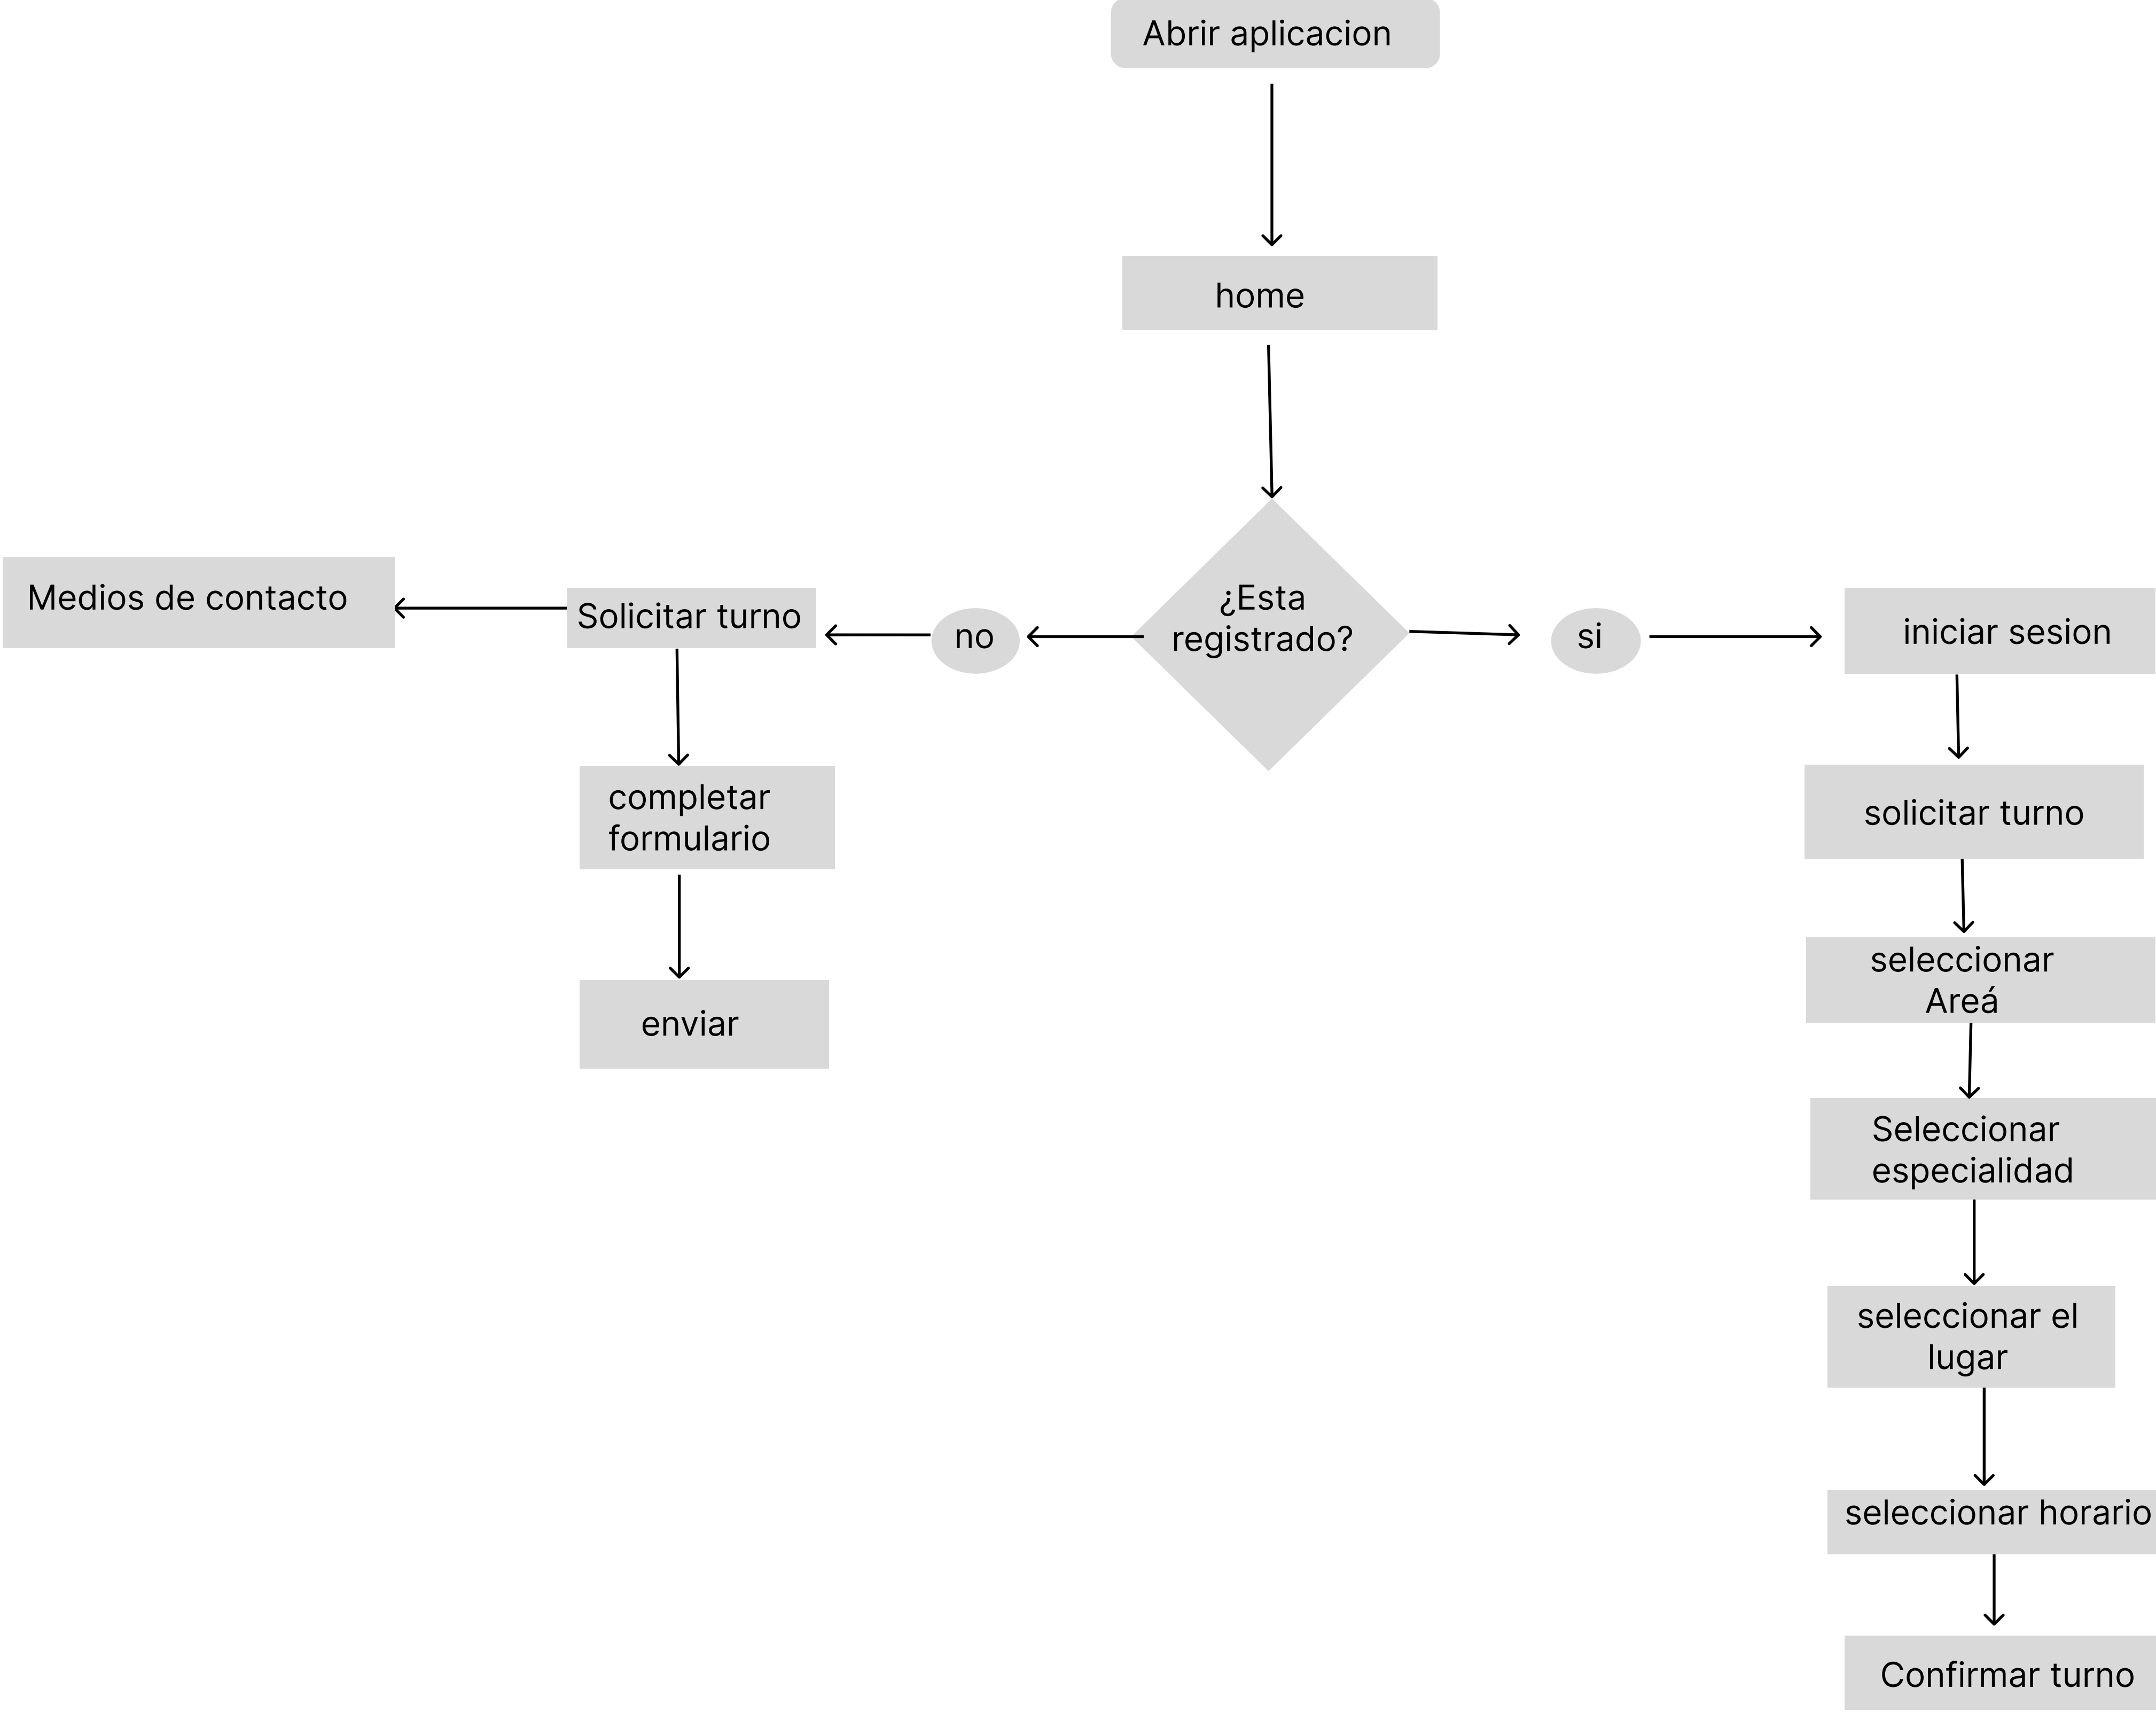 Abrir aplicacion
home
¿Esta
registrado?
Medios de contacto
Solicitar turno
no
si
iniciar sesion
completar
formulario
enviar
solicitar turno
seleccionar
Areá
Seleccionar
especialidad
seleccionar el
lugar
seleccionar horario
Confirmar turno